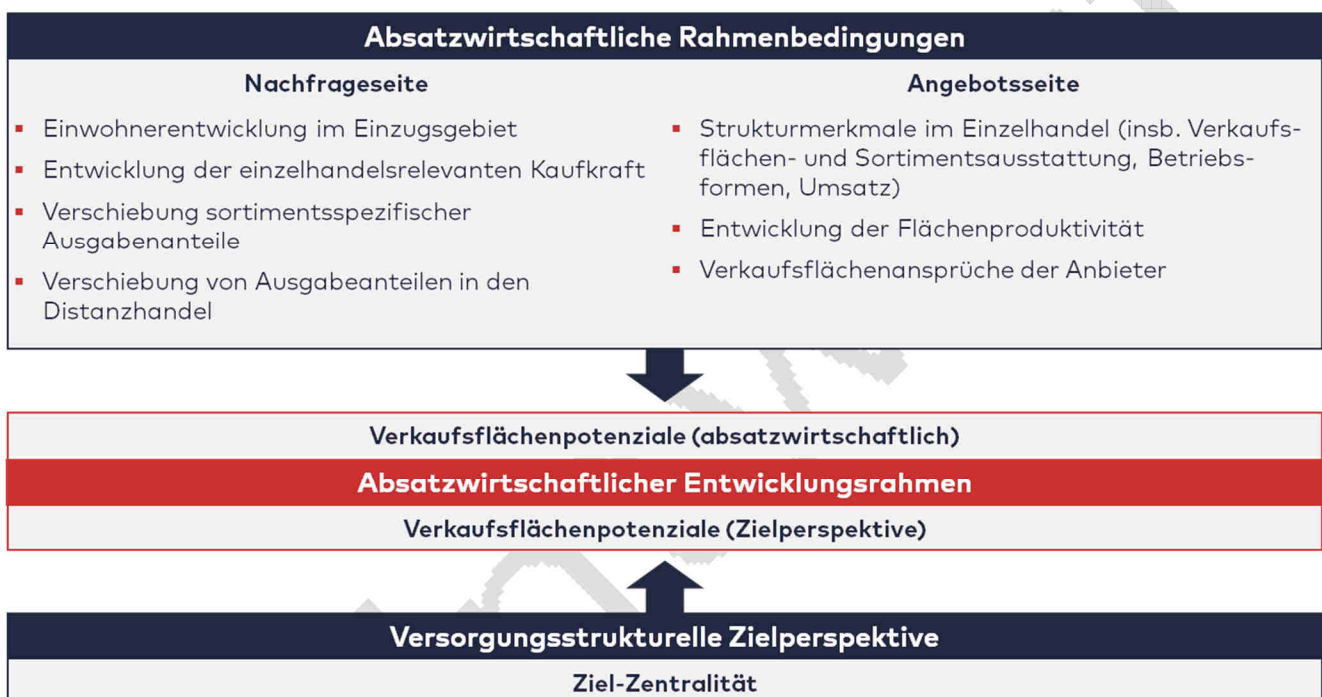 Absatzwirtschaftliche Rahmenbedingungen
Nachfrageseite
▪ Einwohnerentwicklung im Einzugsgebiet
▪ Entwicklung der einzelhandelsrelevanten Kaufkraft
▪ Verschiebung sortimentsspezifischer
Ausgabenanteile
▪ Verschiebung von Ausgabeanteilen in den
Distanzhandel
Angebotsseite
▪ Strukturmerkmale im Einzelhandel (insb. Verkaufs-
flächen- und Sortimentsausstattung, Betriebs-
formen, Umsatz)
▪ Entwicklung der Flächenproduktivität
▪ Verkaufsflächenansprüche der Anbieter
Verkaufsflächenpotenziale (absatzwirtschaftlich)
Absatzwirtschaftlicher Entwicklungsrahmen
Verkaufsflächenpotenziale (Zielperspektive)
Versorgungsstrukturelle Zielperspektive
Ziel-Zentralität